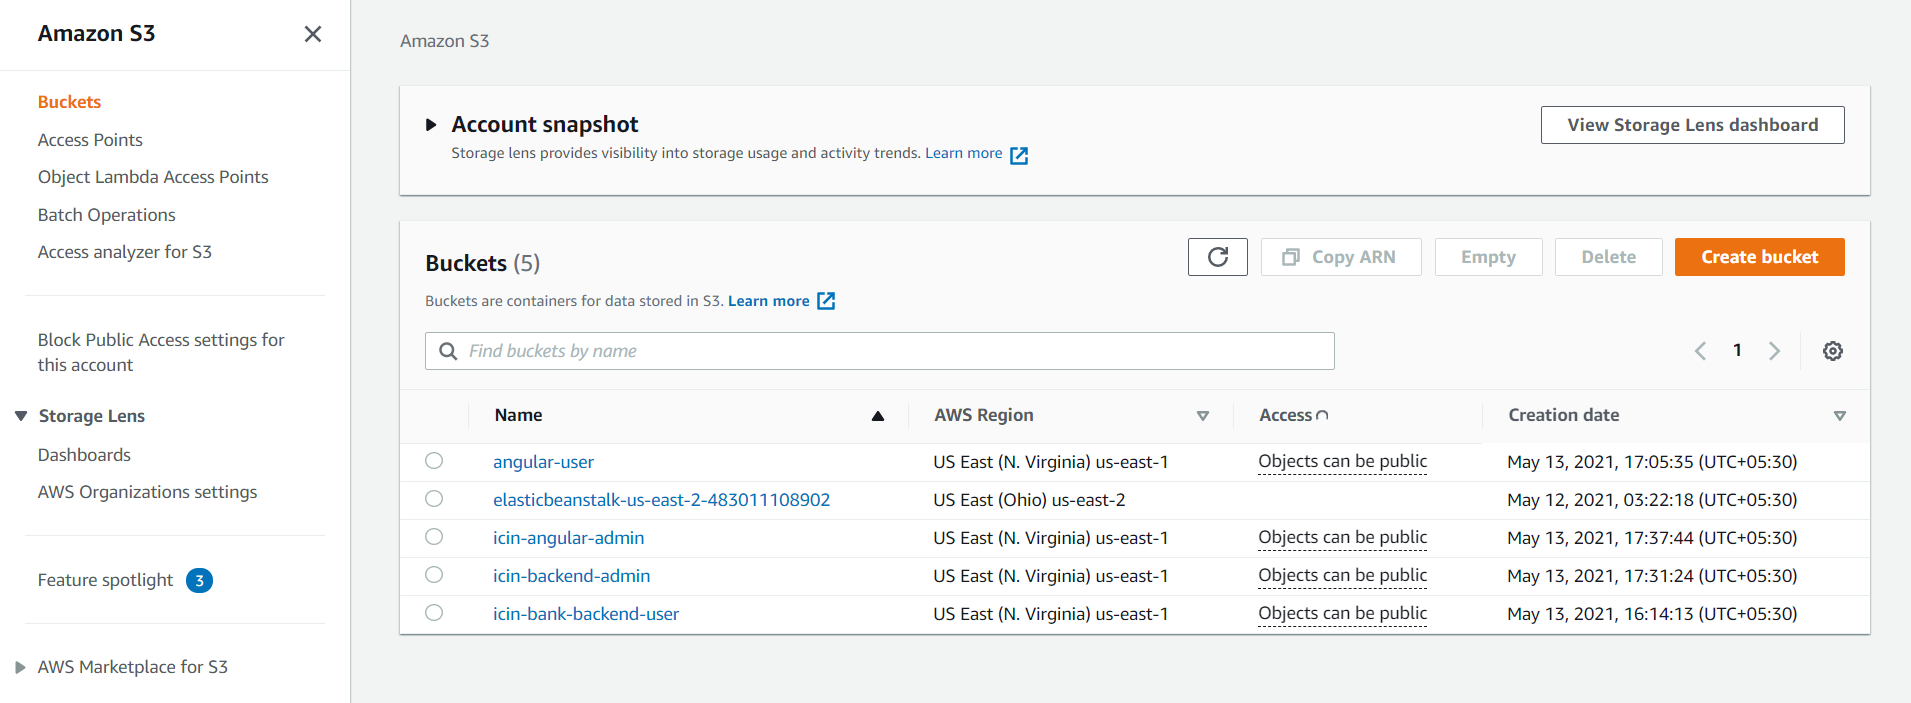 Amazon S3
Buckets
Access Points
Object Lambda Access Points
Batch Operations
Access analyzer for S3
Block Public Access settings for
this account
Storage Lens
Dashboards
AWS Organizations settings
Feature spotlight 3
AWS Marketplace for S3
Amazon S3
Account snapshot
View Storage Lens dashboard
Storage lens provides visibility into storage usage and activity trends. Learn more
Buckets (5)
Copy ARN Empty Delete Create bucket
Buckets are containers for data stored in S3. Learn more
Find buckets by name
1
Name AWS Region Access Creation date
angular-user US East (N. Virginia) us-east-1 Objects can be public May 13, 2021, 17:05:35 (UTC+05:30)
elasticbeanstalk-us-east-2-483011108902 US East (Ohio) us-east-2 May 12, 2021, 03:22:18 (UTC+05:30)
icin-angular-admin US East (N. Virginia) us-east-1 Objects can be public May 13, 2021, 17:37:44 (UTC+05:30)
icin-backend-admin US East (N. Virginia) us-east-1 Objects can be public May 13, 2021, 17:31:24 (UTC+05:30)
icin-bank-backend-user US East (N. Virginia) us-east-1 Objects can be public May 13, 2021, 16:14:13 (UTC+05:30)